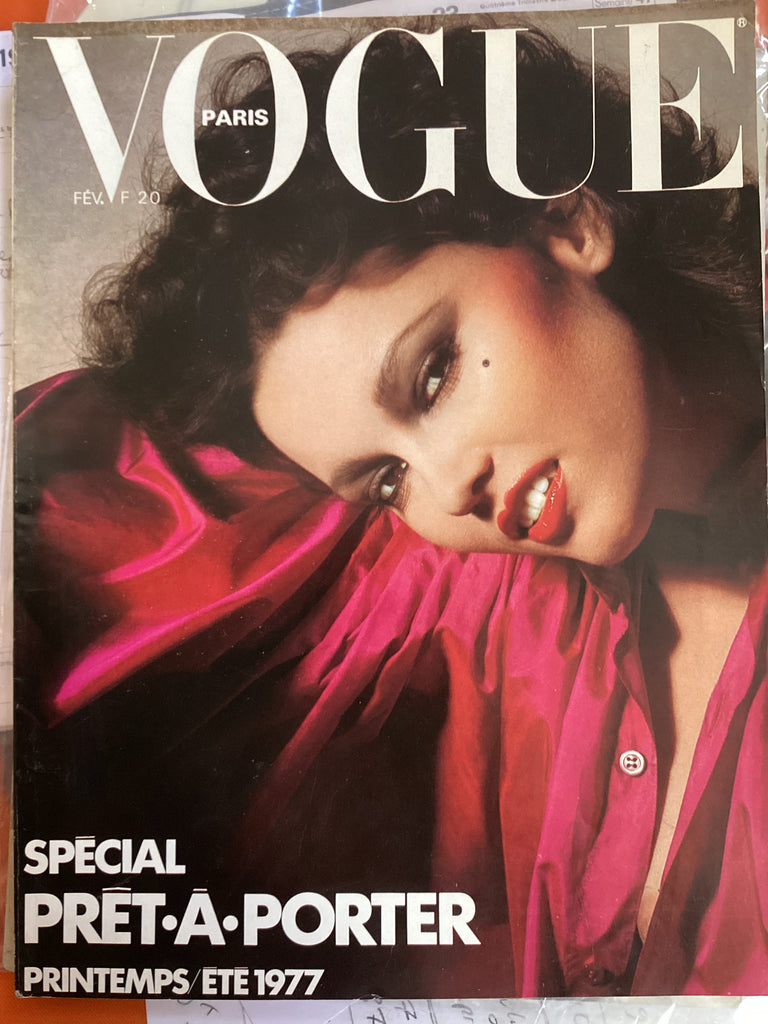 VOGUE
PARIS
FÉV. F 20
SPÉCIAL
PRÊT•À•PORTER
PRINTEMPS/ÉTÉ 1977